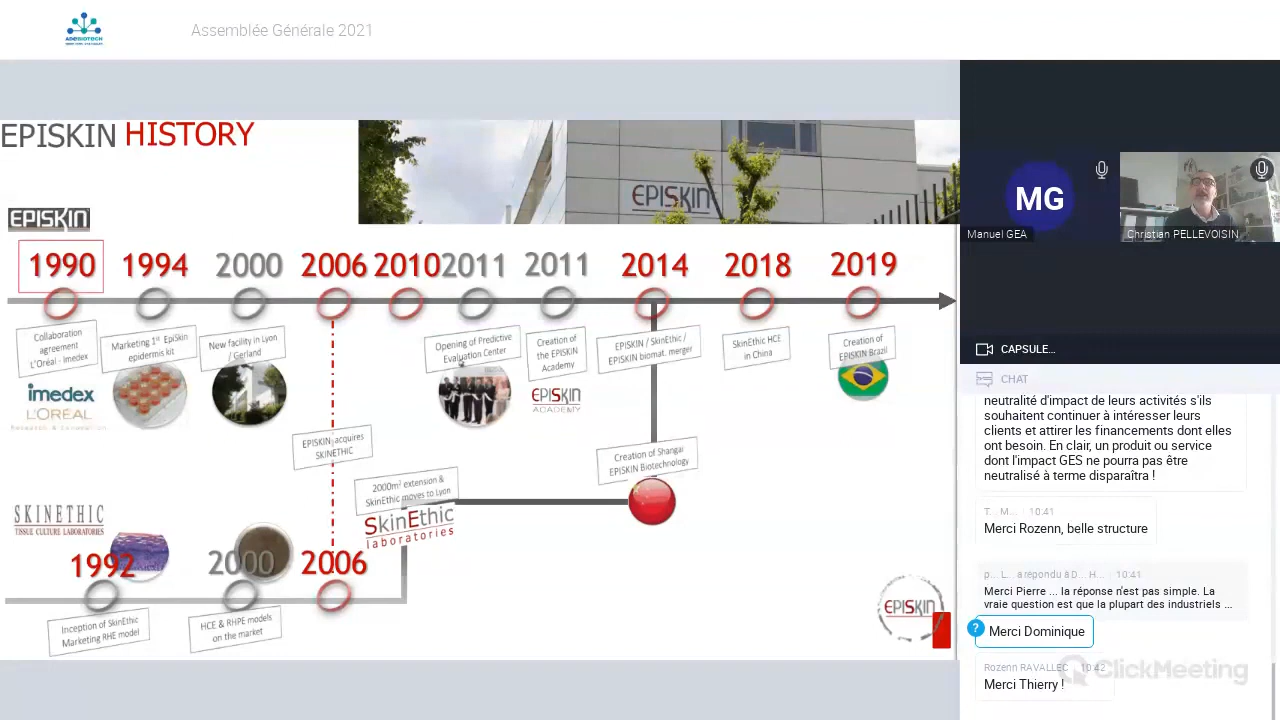 ADEBIOTECH
Assemblée Générale 2021
EPISKIN HISTORY
EPISKIN
EPISKIN
1990
1994
2000
2006
2010
2011
2011
2014
2018
2019
Collaboration
agreement
L'Oréal - Imedex
Marketing 1st EpiSkin
epidermis kit
New facility in Lyon
/ Gerland
Opening of Predictive
Evaluation Center
Creation of
the EPISKIN
Academy
EPISKIN / SkinEthic /
EPISKIN biomat. merger
SkinEthic HCE
in China
Creation of
EPISKIN Brazil
imedex
L'ORÉAL
EPISKIN
ACADEMY
EPISKIN acquires
SKINETHIC
2000m² extension &
SkinEthic moves to Lyon
SkinEthic
laboratories
Creation of Shangaï
EPISKIN Biotechnology
SKINETHIC
TISSUE CULTURE LABORATORIES
1992
2000
2006
Inception of SkinEthic
Marketing RHE model
HCE & RHPE models
on the market
EPISKIN
MG
Manuel GEA
Christian PELLEVOISIN
CAPSULE...
CHAT
neutralité d'impact de leurs activités s'ils
souhaitent continuer à intéresser leurs
clients et attirer les financements dont elles
ont besoin. En clair, un produit ou service
dont l'impact GES ne pourra pas être
neutralisé à terme disparaîtra !
T... M... 10:41
Merci Rozenn, belle structure
p... L... a répondu à D... H... 10:41
Merci Pierre ... la réponse n'est pas simple. La
vraie question est que la plupart des industriels ...
? Merci Dominique
Rozenn RAVALLEC 10:42
Merci Thierry !
ClickMeeting